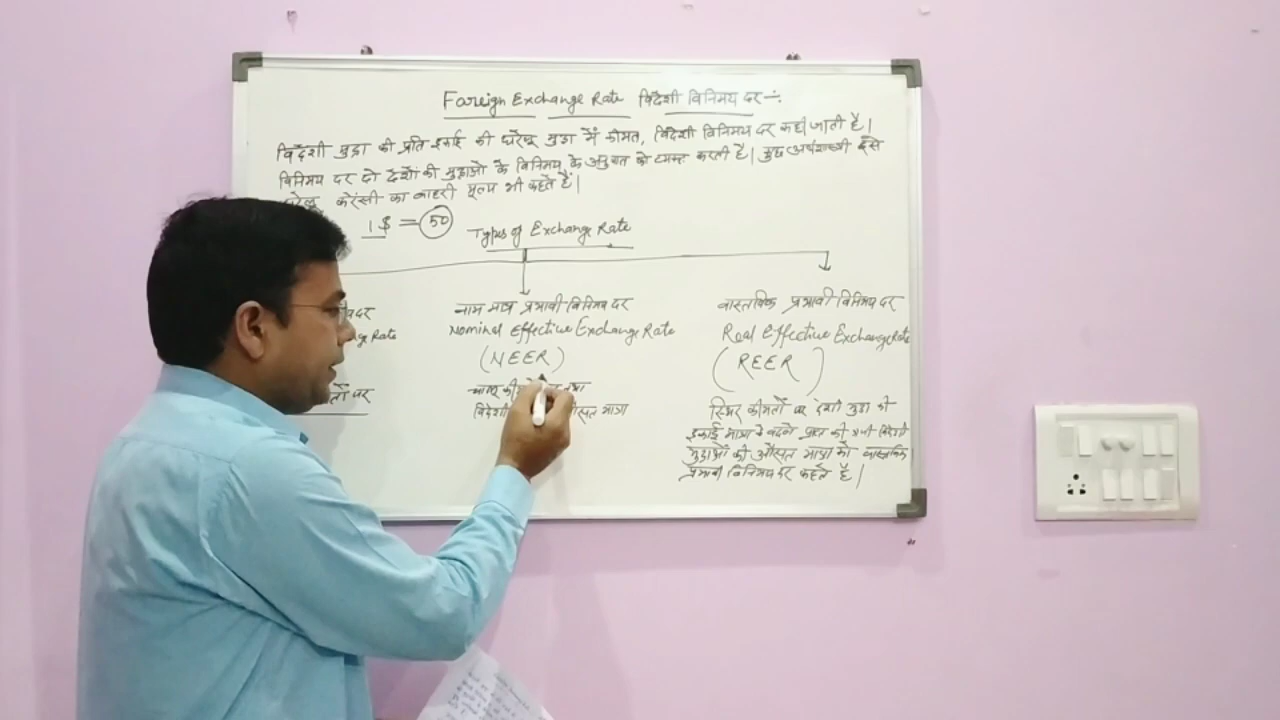 Foreign Exchange Rate विदेशी विनिमय दर÷:
विदेशी मुद्रा की प्रति इकाई की घरेलू मुद्रा में कीमत, विदेशी विनिमय दर कही जाती है।
विनिमय दर दो देशों की मुद्राओं के विनिमय के अनुपात को व्यक्त करती है। कुछ अर्थशास्त्री इसे
घरेलू करेंसी का बाहरी मूल्य भी कहते हैं।
1$ = 50
Types of Exchange Rate
नाम मात्र प्रभावी विनिमय दर
Nominal Effective Exchange Rate
(NEER)
चालू
विदेशी औसत मात्रा
वास्तविक प्रभावी विनिमय दर
Real Effective Exchange Rate
(REER)
स्थिर कीमतों पर देशी मुद्रा की
इकाई मात्रा के बदले प्राप्त की विदेशी
मुद्राओं की औसत मात्रा को वास्तविक
प्रभावी विनिमय दर कहते है।